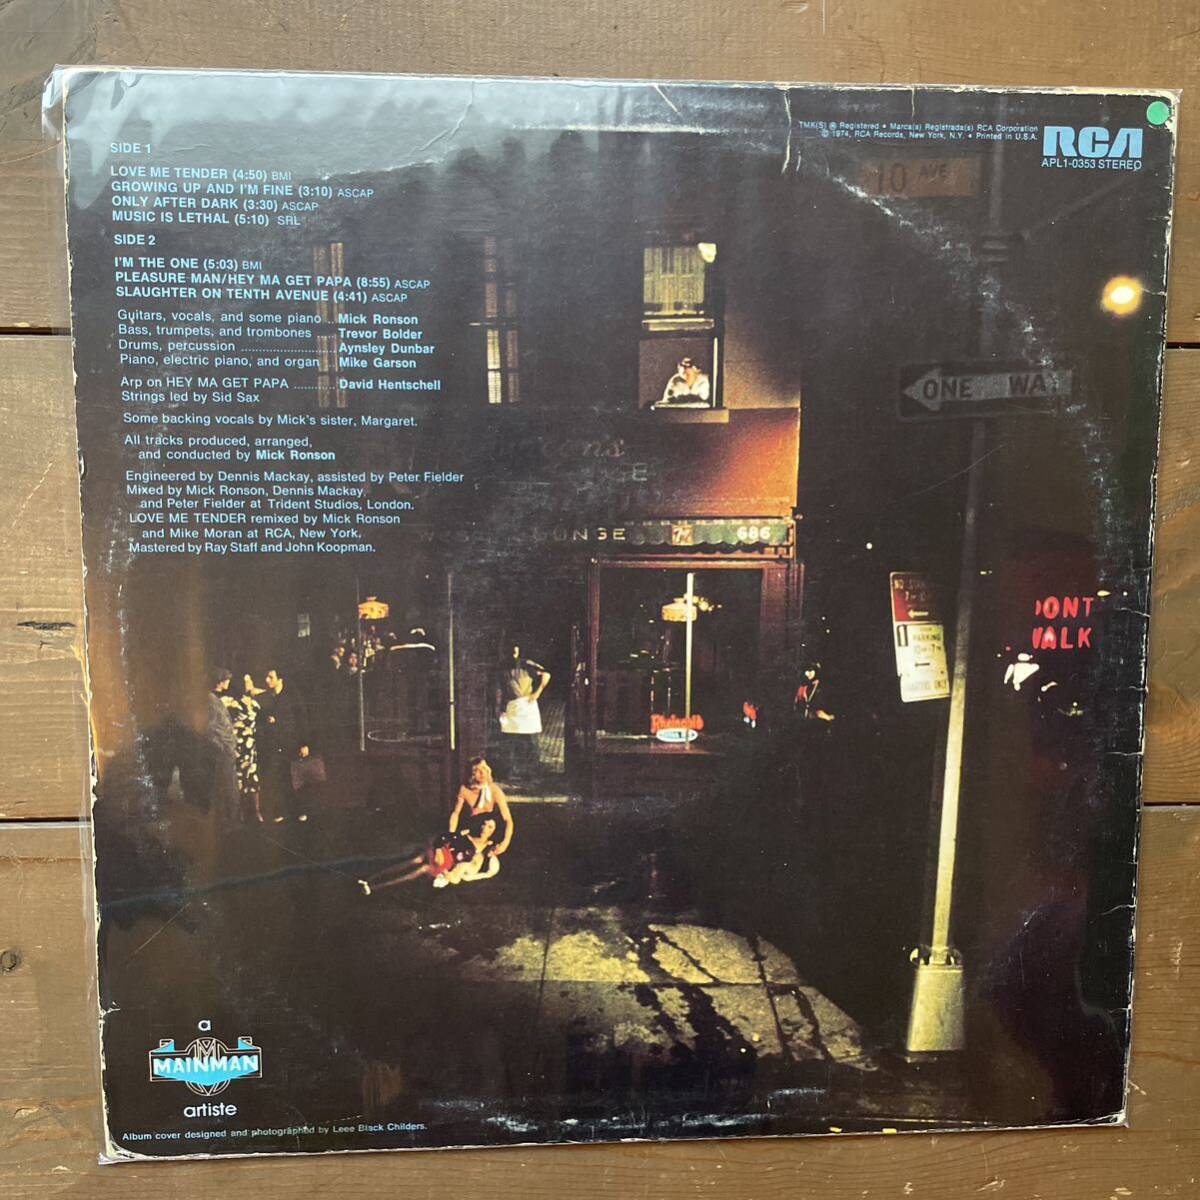 SIDE 1
LOVE ME TENDER (4:50) BMI
GROWING UP AND I'M FINE (3:10) ASCAP
ONLY AFTER DARK (3:30) ASCAP
MUSIC IS LETHAL (5:10) SRL
SIDE 2
I'M THE ONE (5:03) BMI
PLEASURE MAN/HEY MA GET PAPA (8:55) ASCAP
SLAUGHTER ON TENTH AVENUE (4:41) ASCAP
Guitars, vocals, and some piano .. Mick Ronson
Bass, trumpets, and trombones .... Trevor Bolder
Drums, percussion ........................ Aynsley Dunbar
Piano, electric piano, and organ .. Mike Garson
Arp on HEY MA GET PAPA ........... David Hentschell
Strings led by Sid Sax
Some backing vocals by Mick's sister, Margaret.
All tracks produced, arranged,
and conducted by Mick Ronson
Engineered by Dennis Mackay, assisted by Peter Fielder
Mixed by Mick Ronson, Dennis Mackay,
and Peter Fielder at Trident Studios, London.
LOVE ME TENDER remixed by Mick Ronson
and Mike Moran at RCA, New York.
Mastered by Ray Staff and John Koopman.
TMK(S) ® Registered • Marca(s) Registrada(s) RCA Corporation
℗ 1974, RCA Records, New York, N.Y. • Printed in U.S.A.
RCA
APL1-0353 STEREO
10 AVE
ONE WAY
LOUNGE
7up
686
NO STANDING
PARKING
DONT
WALK
Rheingold
EXTRA DRY
a
MAINMAN
artiste
Album cover designed and photographed by Leee Black Childers.